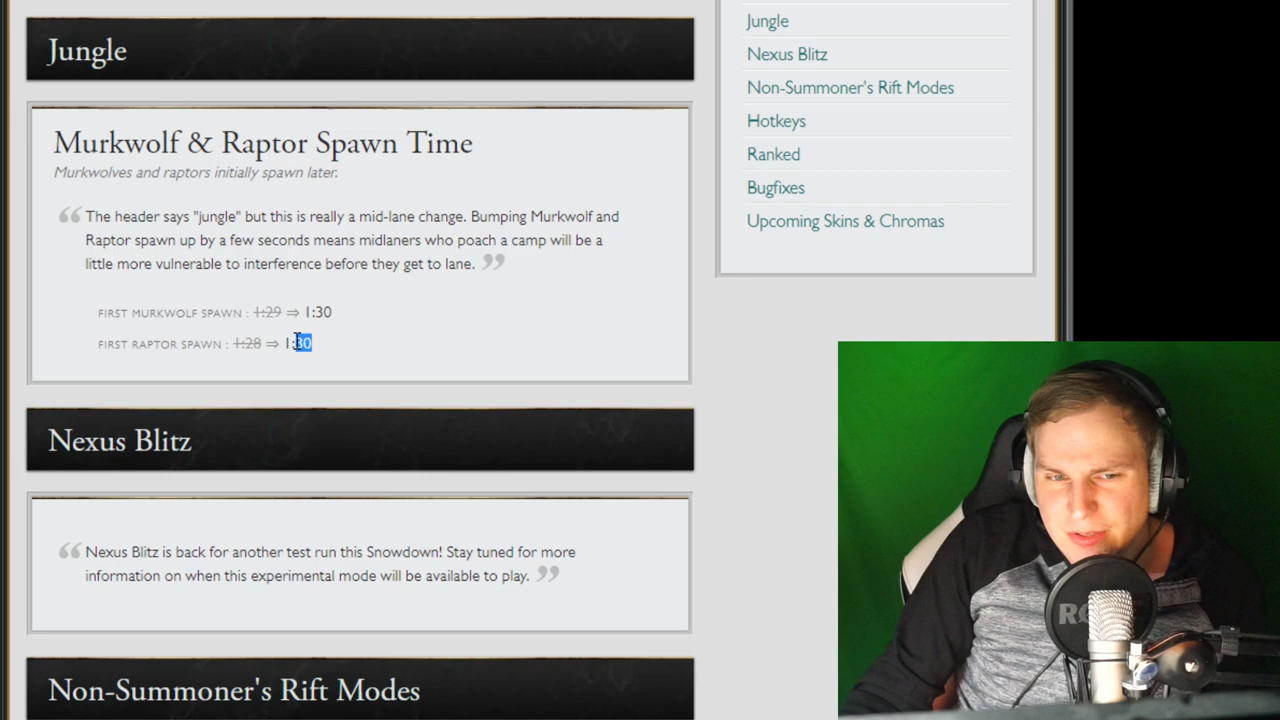 Jungle
Murkwolf & Raptor Spawn Time
Murkwolves and raptors initially spawn later.
“ The header says "jungle" but this is really a mid-lane change. Bumping Murkwolf and
Raptor spawn up by a few seconds means midlaners who poach a camp will be a
little more vulnerable to interference before they get to lane. ”
FIRST MURKWOLF SPAWN : 1:29 ⇒ 1:30
FIRST RAPTOR SPAWN : 1:28 ⇒ 1:30
Nexus Blitz
“ Nexus Blitz is back for another test run this Snowdown! Stay tuned for more
information on when this experimental mode will be available to play. ”
Non-Summoner's Rift Modes
Jungle
Nexus Blitz
Non-Summoner's Rift Modes
Hotkeys
Ranked
Bugfixes
Upcoming Skins & Chromas